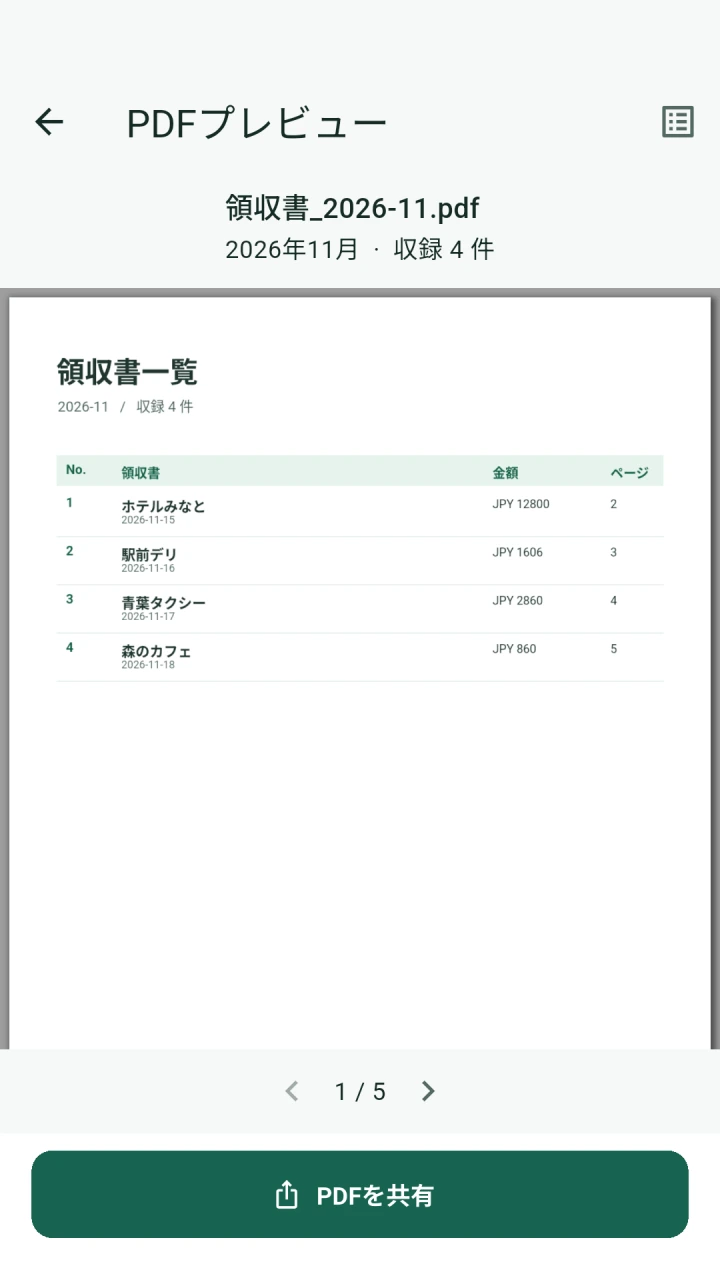 PDFプレビュー
領収書_2026-11.pdf
2026年11月 · 収録 4 件
領収書一覧
2026-11 / 収録 4 件
No. 領収書 金額 ページ
1 ホテルみなと JPY 12800 2
2026-11-15
2 駅前デリ JPY 1606 3
2026-11-16
3 青葉タクシー JPY 2860 4
2026-11-17
4 森のカフェ JPY 860 5
2026-11-18
1 / 5
PDFを共有